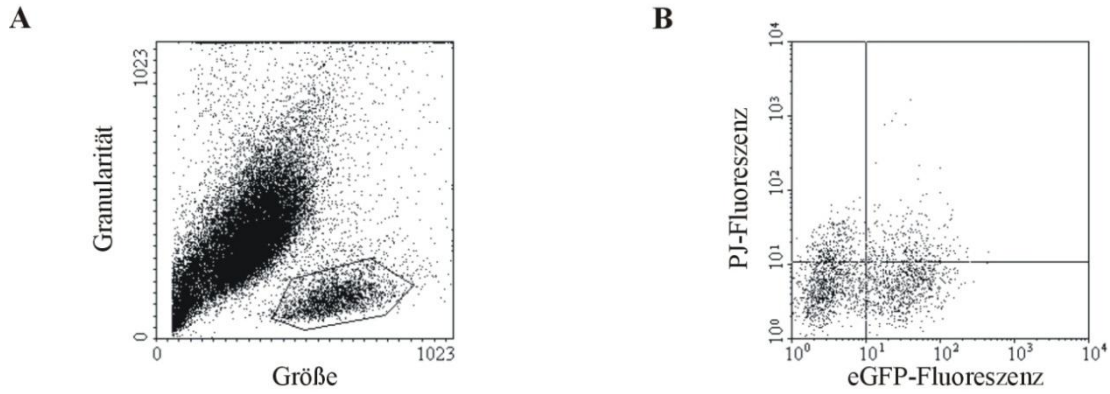 A
B
Granularität
1023
0
0
1023
Größe
PJ-Fluoreszenz
10⁴
10³
10²
10¹
10⁰
10⁰
10¹
10²
10³
10⁴
eGFP-Fluoreszenz